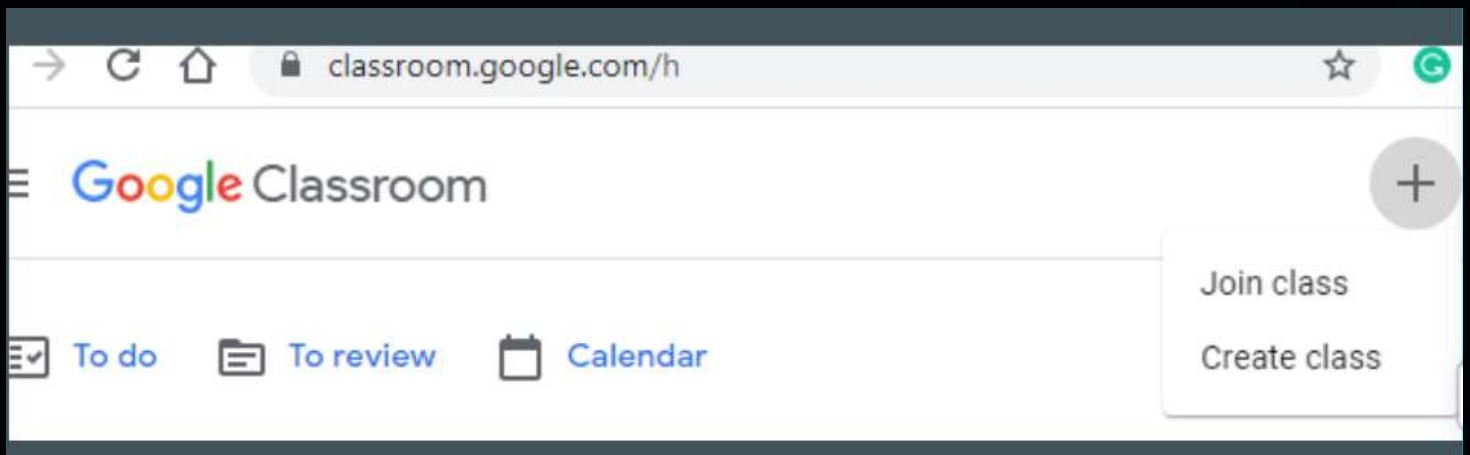 classroom.google.com/h
Google Classroom
Join class
To do To review Calendar
Create class